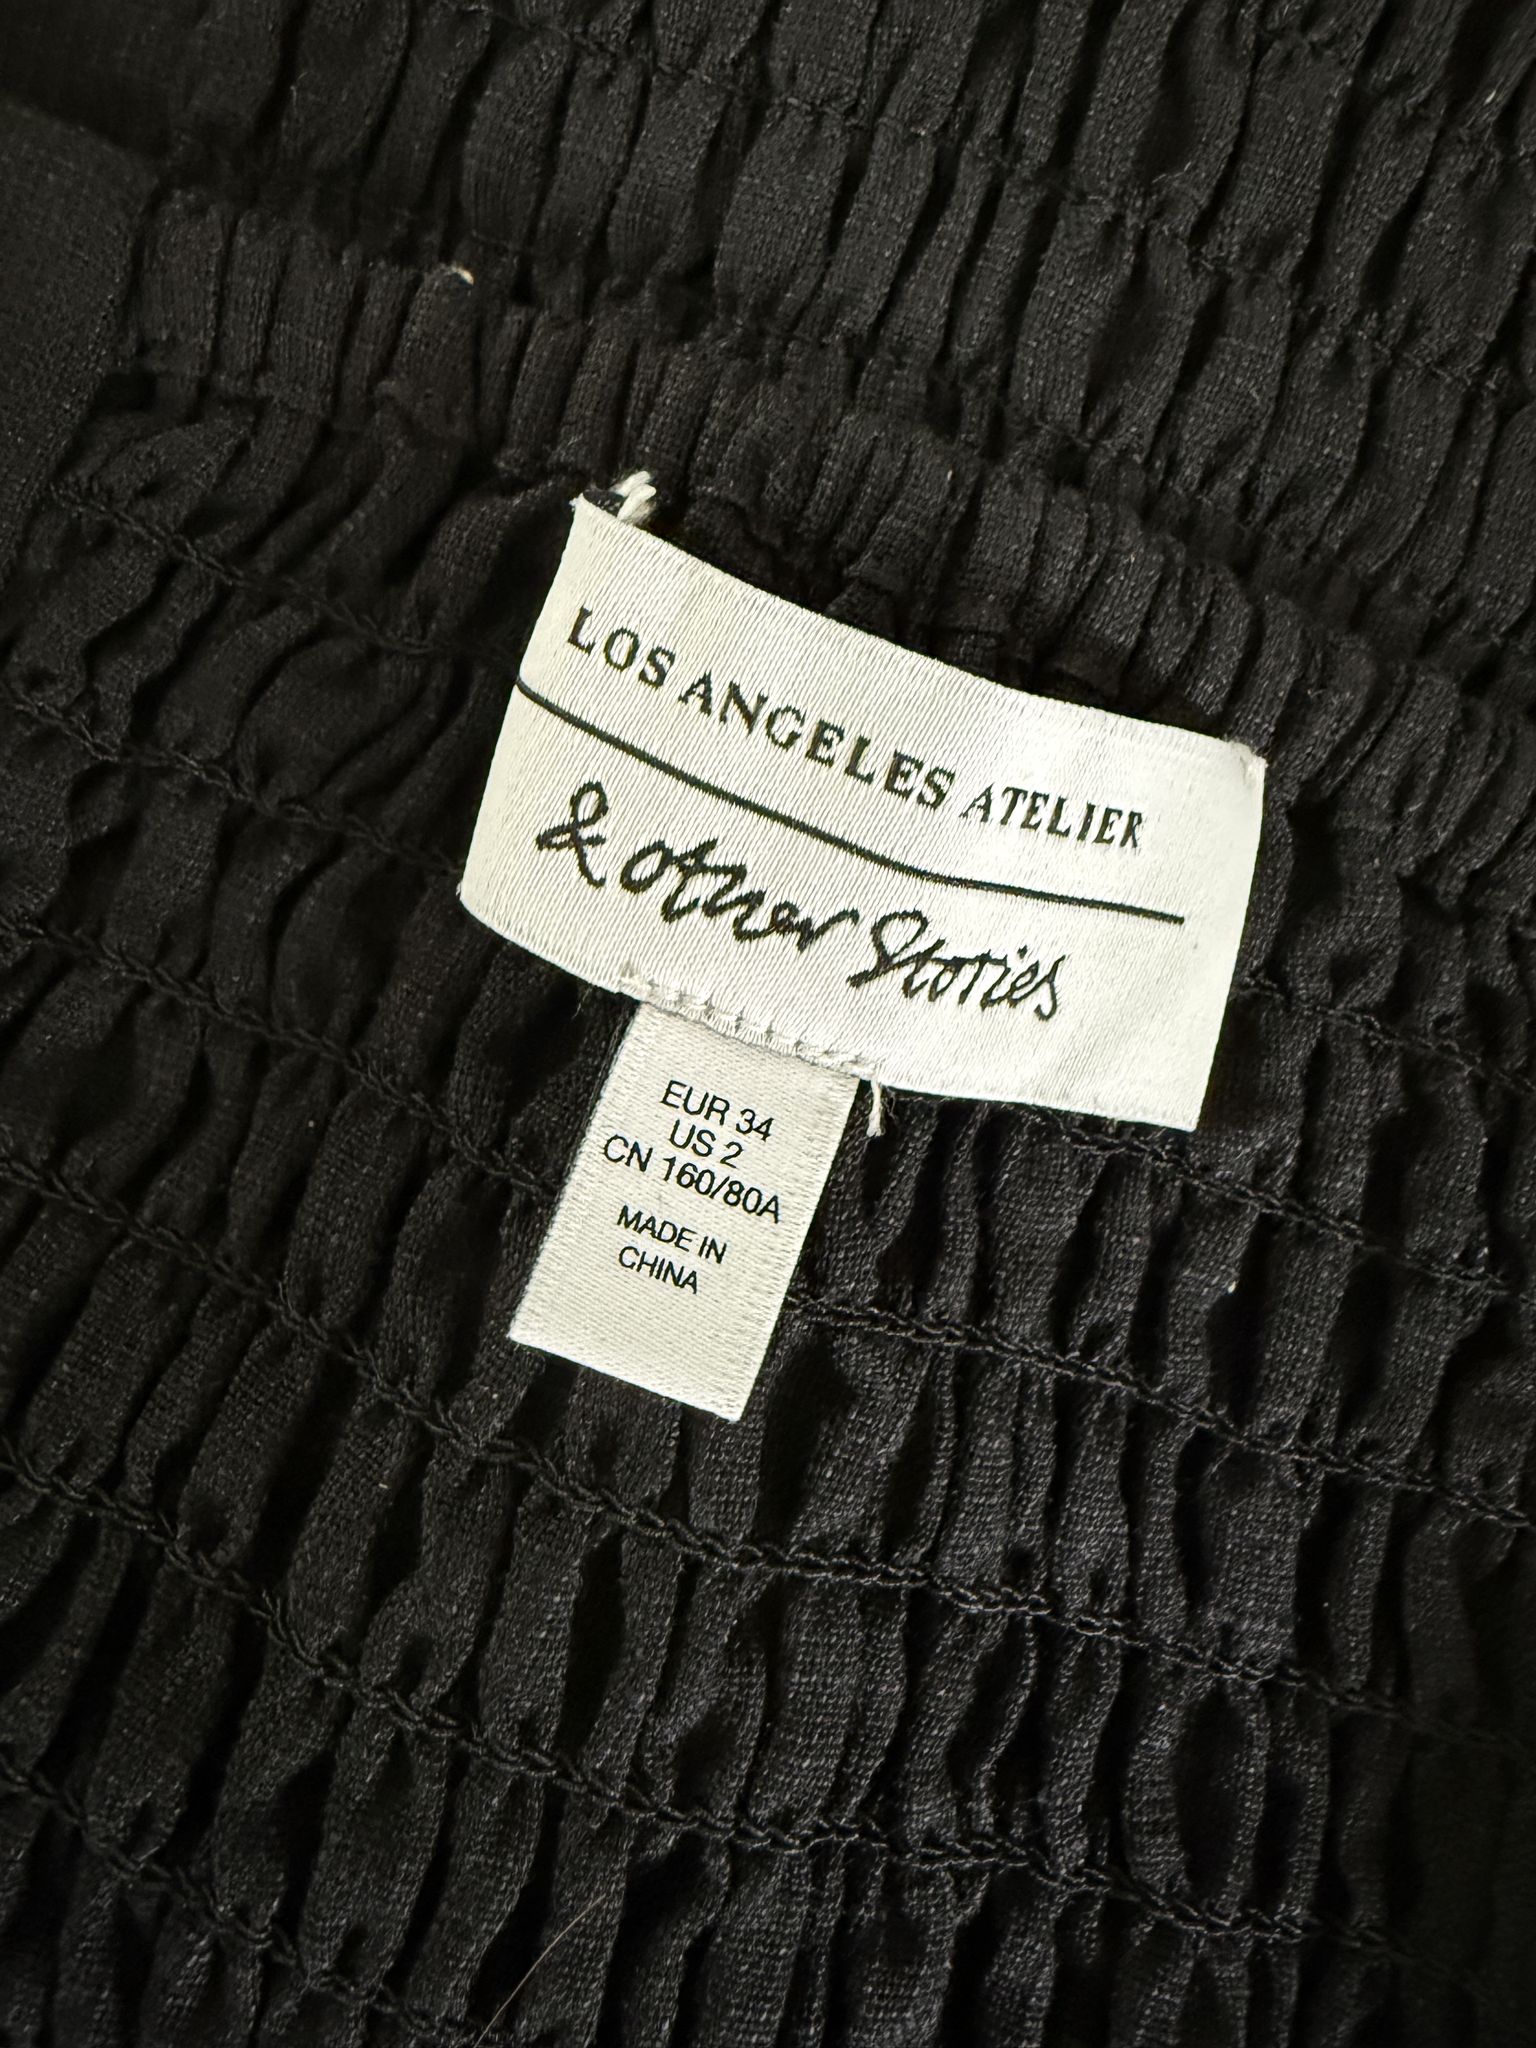 LOS ANGELES ATELIER
& other Stories
EUR 34
US 2
CN 160/80A
MADE IN
CHINA